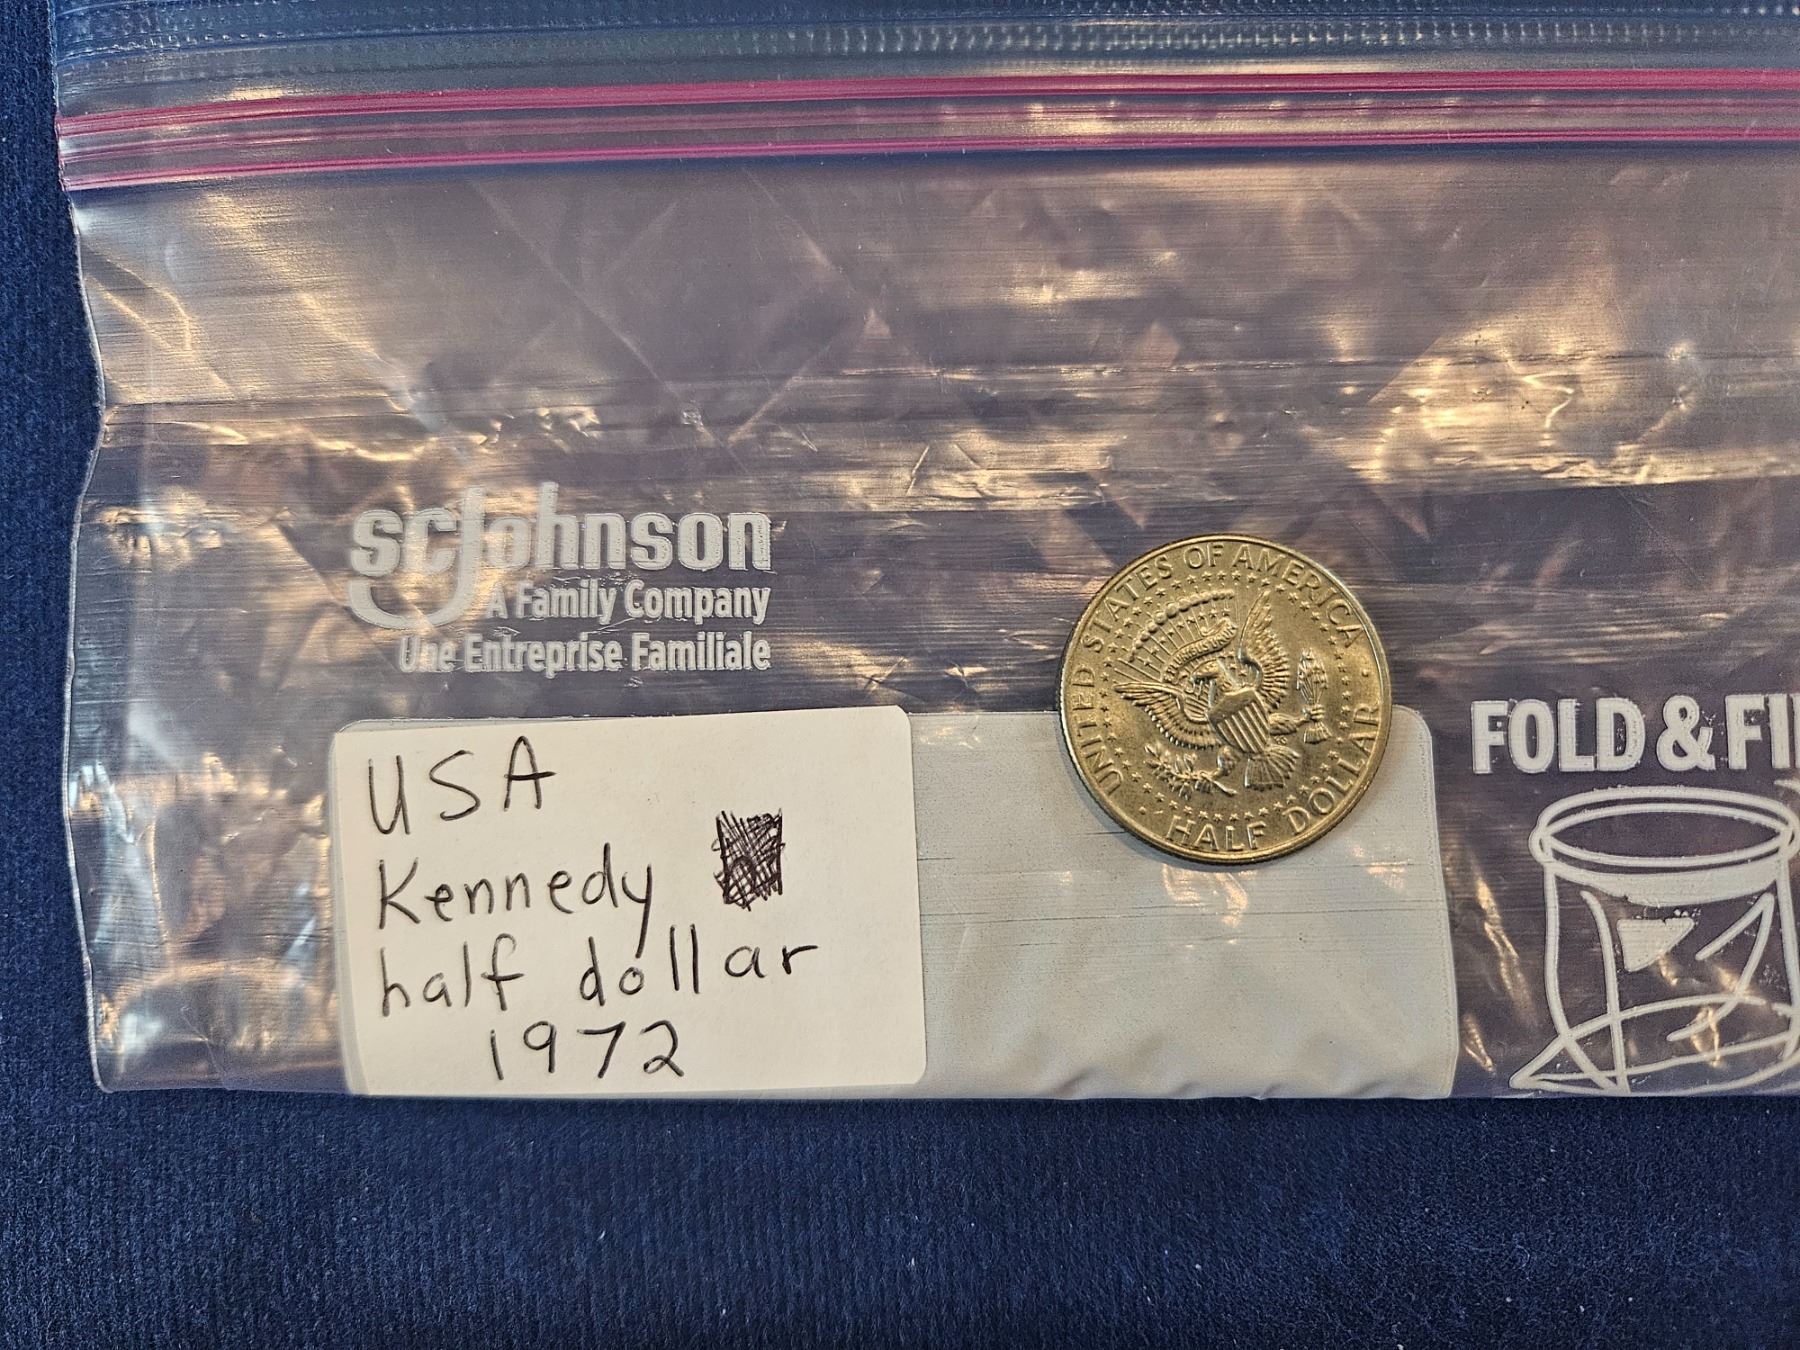 scjohnson
A Family Company
Une Entreprise Familiale
USA
Kennedy
half dollar
1972
UNITED STATES OF AMERICA
HALF DOLLAR
FOLD & FI